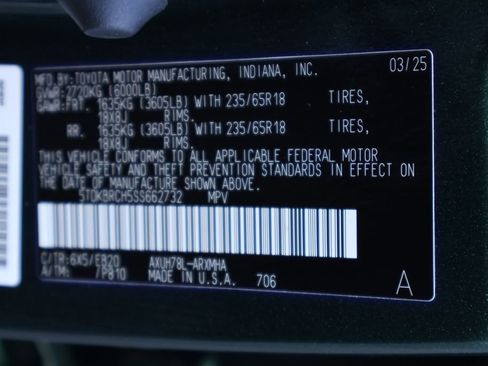 MFD.BY:TOYOTA MOTOR MANUFACTURING, INDIANA, INC. 03/25
GVWR:2720KG (6000LB)
GAWR:FRT. 1635KG (3605LB) WITH 235/65R18 TIRES,
18X8J RIMS.
RR. 1635KG (3605LB) WITH 235/65R18 TIRES,
18X8J RIMS.
THIS VEHICLE CONFORMS TO ALL APPLICABLE FEDERAL MOTOR
VEHICLE SAFETY AND THEFT PREVENTION STANDARDS IN EFFECT ON
THE DATE OF MANUFACTURE SHOWN ABOVE.
5TDKBRCH5SS662732 MPV
C/TR:6X5/EB20 AXUH78L-ARXMHA
A/TM: /P810 MADE IN U.S.A. 706
A